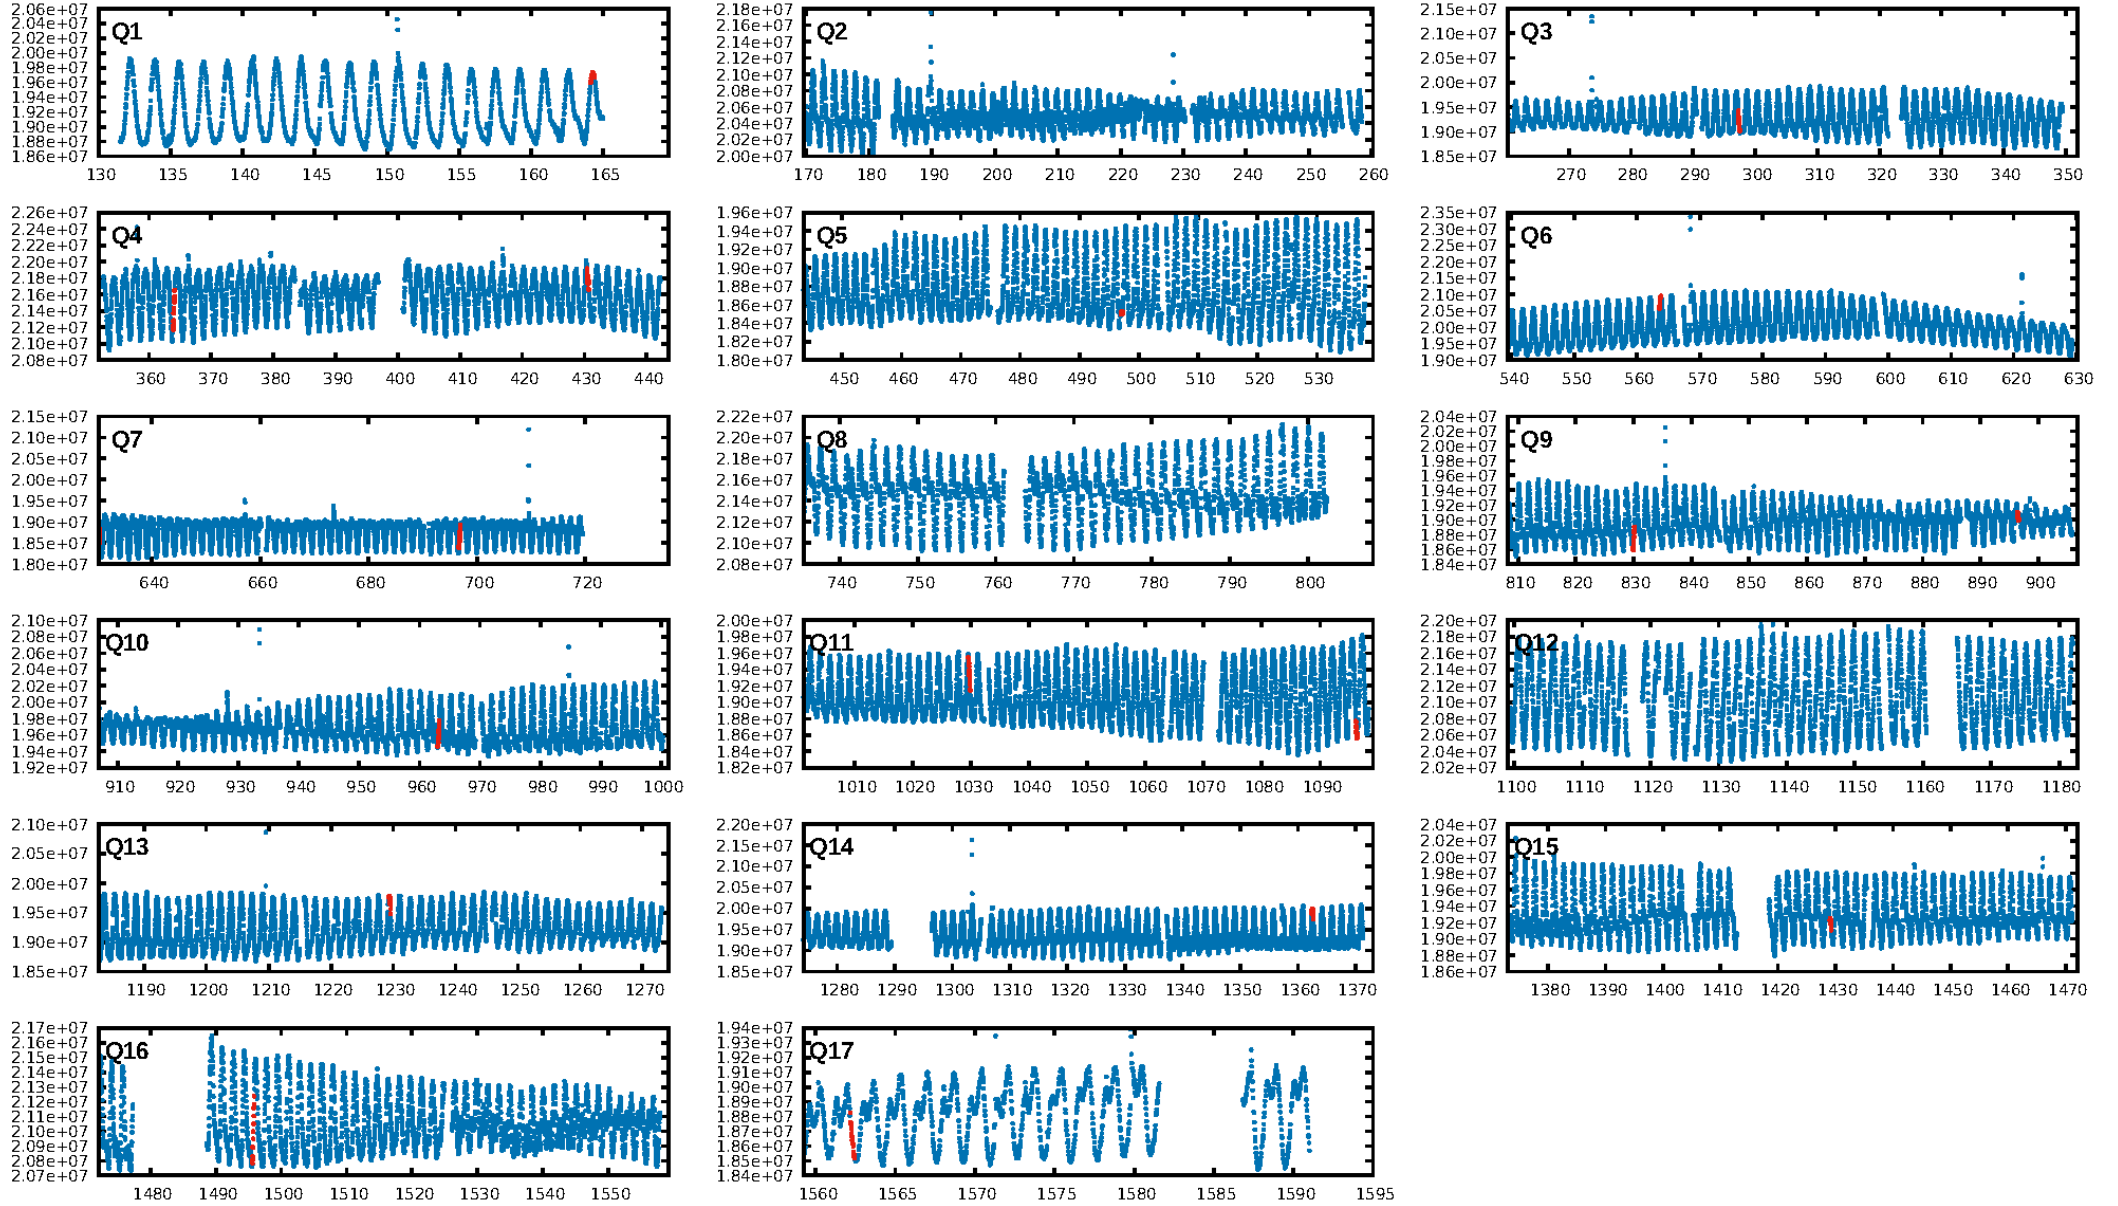 Q1
2.06e+07
2.04e+07
2.02e+07
2.00e+07
1.98e+07
1.96e+07
1.94e+07
1.92e+07
1.90e+07
1.88e+07
1.86e+07
130 135 140 145 150 155 160 165
Q2
2.18e+07
2.16e+07
2.14e+07
2.12e+07
2.10e+07
2.08e+07
2.06e+07
2.04e+07
2.02e+07
2.00e+07
170 180 190 200 210 220 230 240 250 260
Q3
2.15e+07
2.10e+07
2.05e+07
2.00e+07
1.95e+07
1.90e+07
1.85e+07
270 280 290 300 310 320 330 340 350
Q4
2.26e+07
2.24e+07
2.22e+07
2.20e+07
2.18e+07
2.16e+07
2.14e+07
2.12e+07
2.10e+07
2.08e+07
360 370 380 390 400 410 420 430 440
Q5
1.96e+07
1.94e+07
1.92e+07
1.90e+07
1.88e+07
1.86e+07
1.84e+07
1.82e+07
1.80e+07
450 460 470 480 490 500 510 520 530
Q6
2.35e+07
2.30e+07
2.25e+07
2.20e+07
2.15e+07
2.10e+07
2.05e+07
2.00e+07
1.95e+07
1.90e+07
540 550 560 570 580 590 600 610 620 630
Q7
2.15e+07
2.10e+07
2.05e+07
2.00e+07
1.95e+07
1.90e+07
1.85e+07
1.80e+07
640 660 680 700 720
Q8
2.22e+07
2.20e+07
2.18e+07
2.16e+07
2.14e+07
2.12e+07
2.10e+07
2.08e+07
740 750 760 770 780 790 800
Q9
2.04e+07
2.02e+07
2.00e+07
1.98e+07
1.96e+07
1.94e+07
1.92e+07
1.90e+07
1.88e+07
1.86e+07
1.84e+07
810 820 830 840 850 860 870 880 890 900
Q10
2.10e+07
2.08e+07
2.06e+07
2.04e+07
2.02e+07
2.00e+07
1.98e+07
1.96e+07
1.94e+07
1.92e+07
910 920 930 940 950 960 970 980 990 1000
Q11
2.00e+07
1.98e+07
1.96e+07
1.94e+07
1.92e+07
1.90e+07
1.88e+07
1.86e+07
1.84e+07
1.82e+07
1010 1020 1030 1040 1050 1060 1070 1080 1090
Q12
2.20e+07
2.18e+07
2.16e+07
2.14e+07
2.12e+07
2.10e+07
2.08e+07
2.06e+07
2.04e+07
2.02e+07
1100 1110 1120 1130 1140 1150 1160 1170 1180
Q13
2.10e+07
2.05e+07
2.00e+07
1.95e+07
1.90e+07
1.85e+07
1190 1200 1210 1220 1230 1240 1250 1260 1270
Q14
2.20e+07
2.15e+07
2.10e+07
2.05e+07
2.00e+07
1.95e+07
1.90e+07
1.85e+07
1280 1290 1300 1310 1320 1330 1340 1350 1360 1370
Q15
2.04e+07
2.02e+07
2.00e+07
1.98e+07
1.96e+07
1.94e+07
1.92e+07
1.90e+07
1.88e+07
1.86e+07
1380 1390 1400 1410 1420 1430 1440 1450 1460 1470
Q16
2.17e+07
2.16e+07
2.15e+07
2.14e+07
2.13e+07
2.12e+07
2.11e+07
2.10e+07
2.09e+07
2.08e+07
2.07e+07
1480 1490 1500 1510 1520 1530 1540 1550
Q17
1.94e+07
1.93e+07
1.92e+07
1.91e+07
1.90e+07
1.89e+07
1.88e+07
1.87e+07
1.86e+07
1.85e+07
1.84e+07
1560 1565 1570 1575 1580 1585 1590 1595